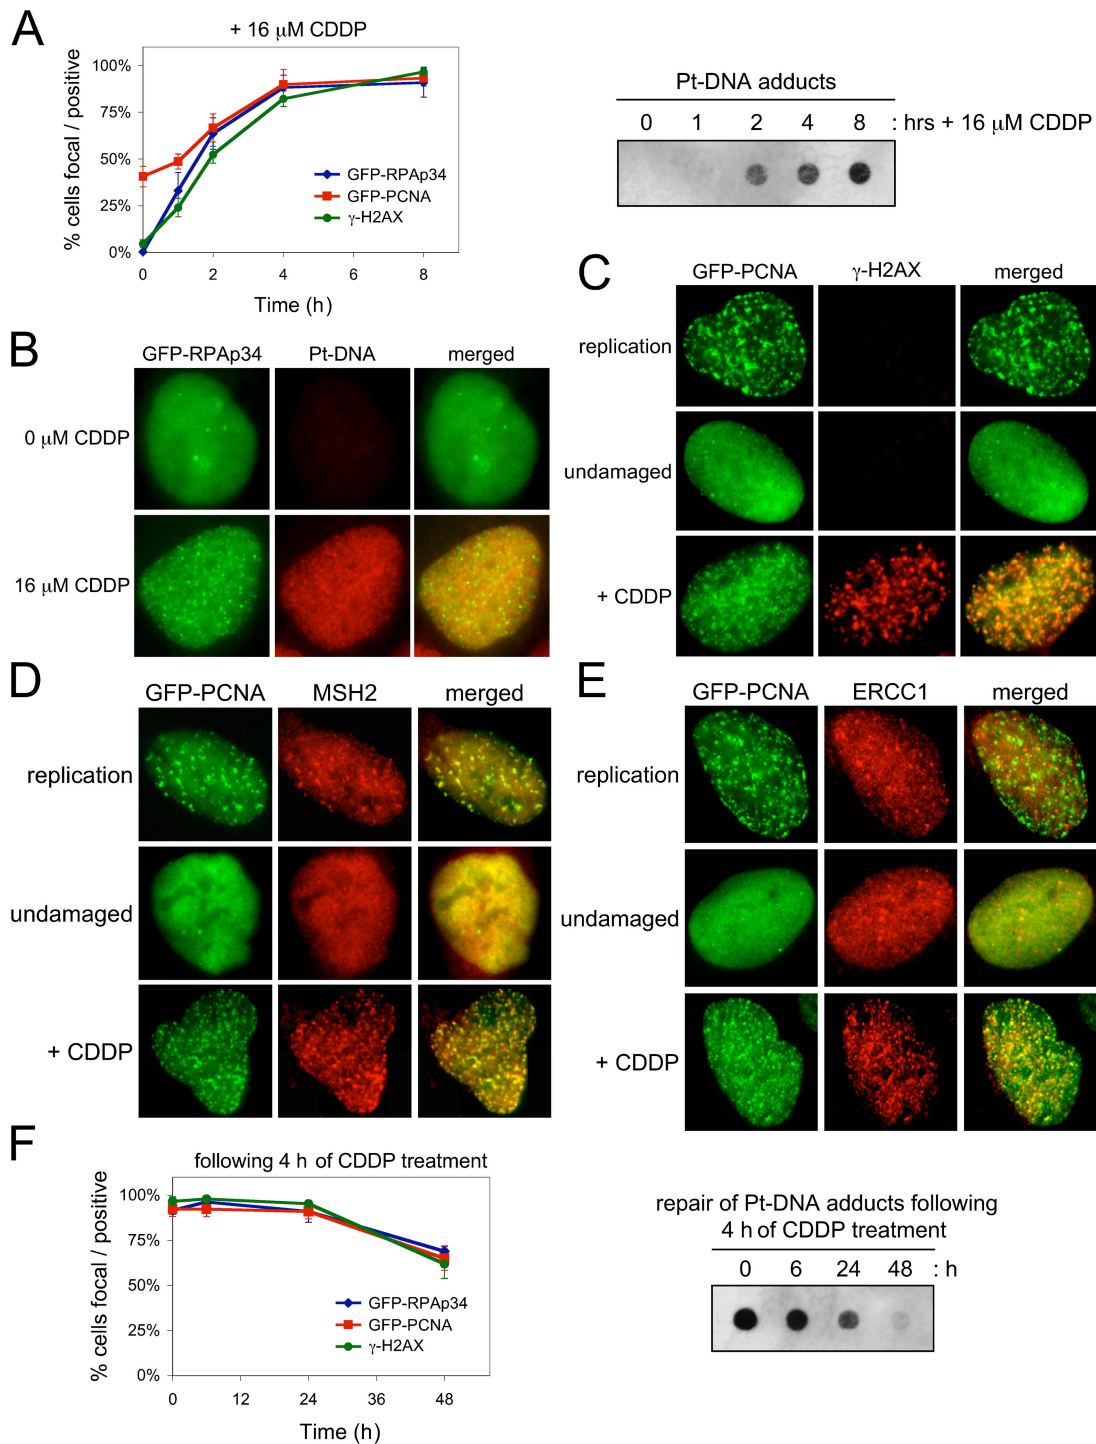 A
+ 16 μM CDDP
% cells focal / positive
100%
75%
50%
25%
0%
GFP-RPAp34
GFP-PCNA
γ-H2AX
0 2 4 6 8
Time (h)
Pt-DNA adducts
0 1 2 4 8 : hrs + 16 μM CDDP
B
GFP-RPAp34 Pt-DNA merged
0 μM CDDP
16 μM CDDP
C
GFP-PCNA γ-H2AX merged
replication
undamaged
+ CDDP
D
GFP-PCNA MSH2 merged
replication
undamaged
+ CDDP
E
GFP-PCNA ERCC1 merged
replication
undamaged
+ CDDP
F
following 4 h of CDDP treatment
% cells focal / positive
100%
75%
50%
25%
0%
GFP-RPAp34
GFP-PCNA
γ-H2AX
0 12 24 36 48
Time (h)
repair of Pt-DNA adducts following
4 h of CDDP treatment
0 6 24 48 : h